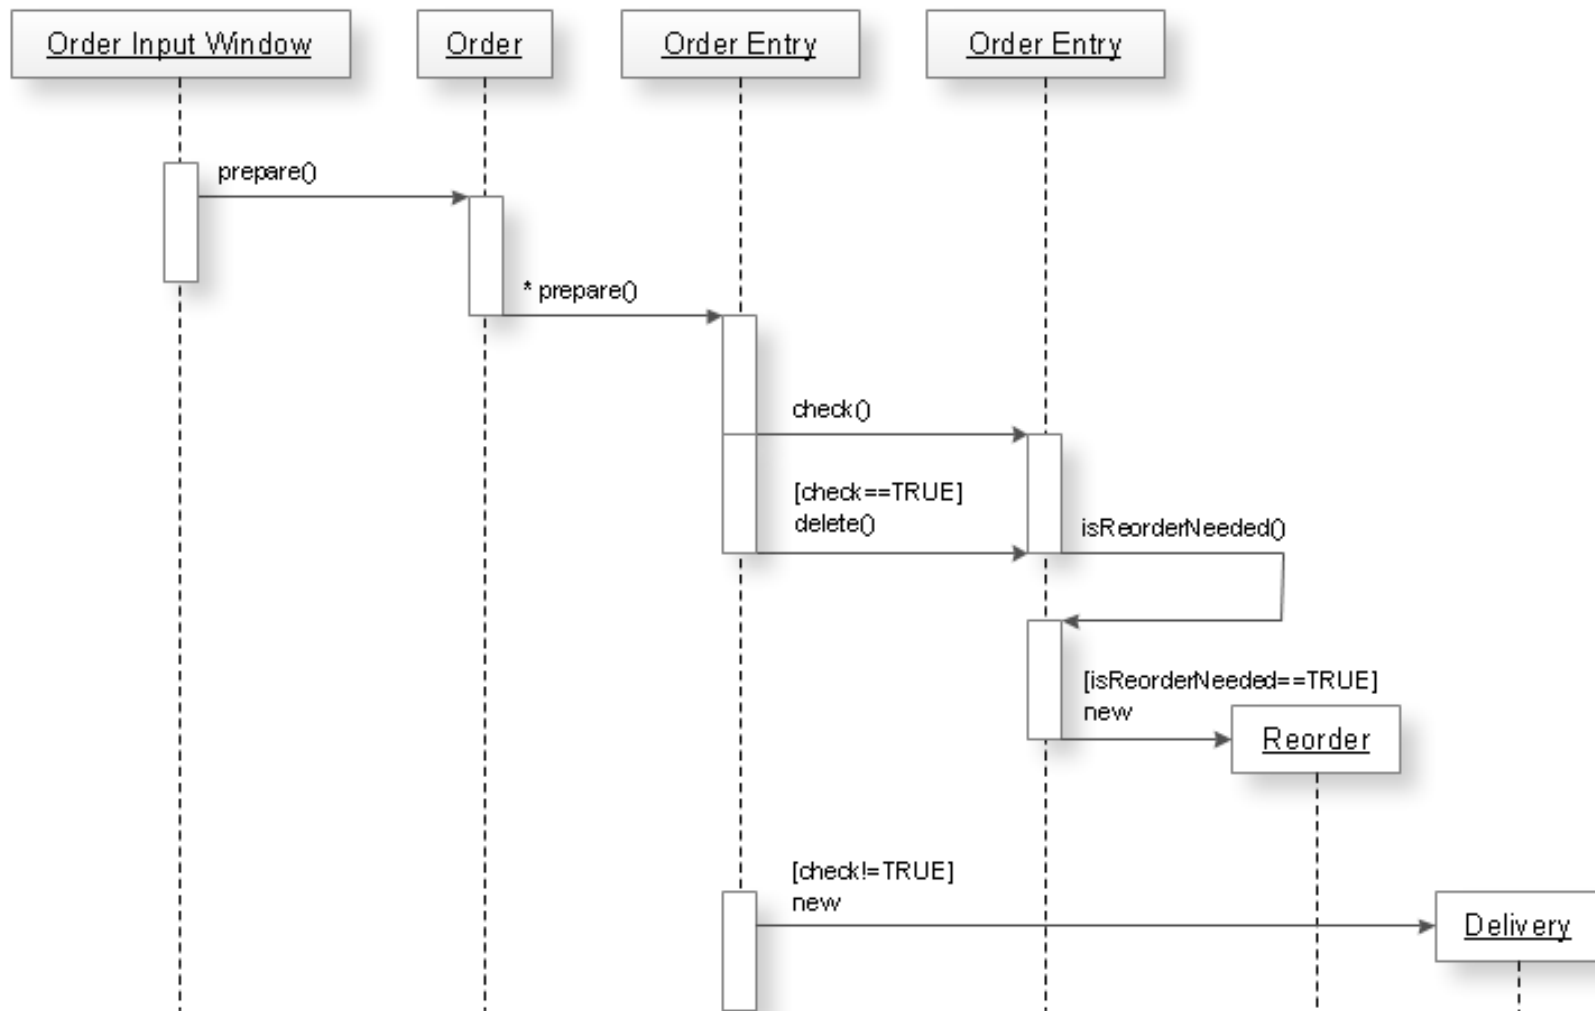 Order Input Window
Order
Order Entry
Order Entry
prepare()
* prepare()
check()
[check==TRUE]
delete()
isReorderNeeded()
[isReorderNeeded==TRUE]
new
Reorder
[check!=TRUE]
new
Delivery